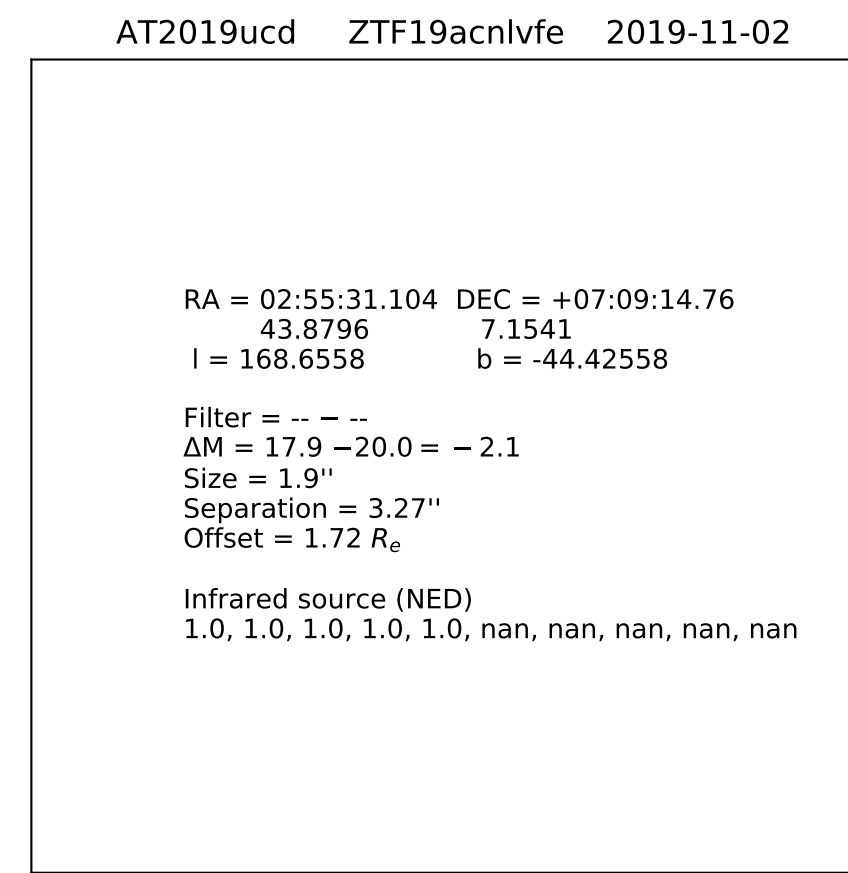 AT2019ucd ZTF19acnlvfe 2019-11-02
RA = 02:55:31.104 DEC = +07:09:14.76
43.8796 7.1541
l = 168.6558 b = -44.42558
Filter = -- − --
ΔM = 17.9 −20.0 = − 2.1
Size = 1.9''
Separation = 3.27''
Offset = 1.72 Re
Infrared source (NED)
1.0, 1.0, 1.0, 1.0, 1.0, nan, nan, nan, nan, nan